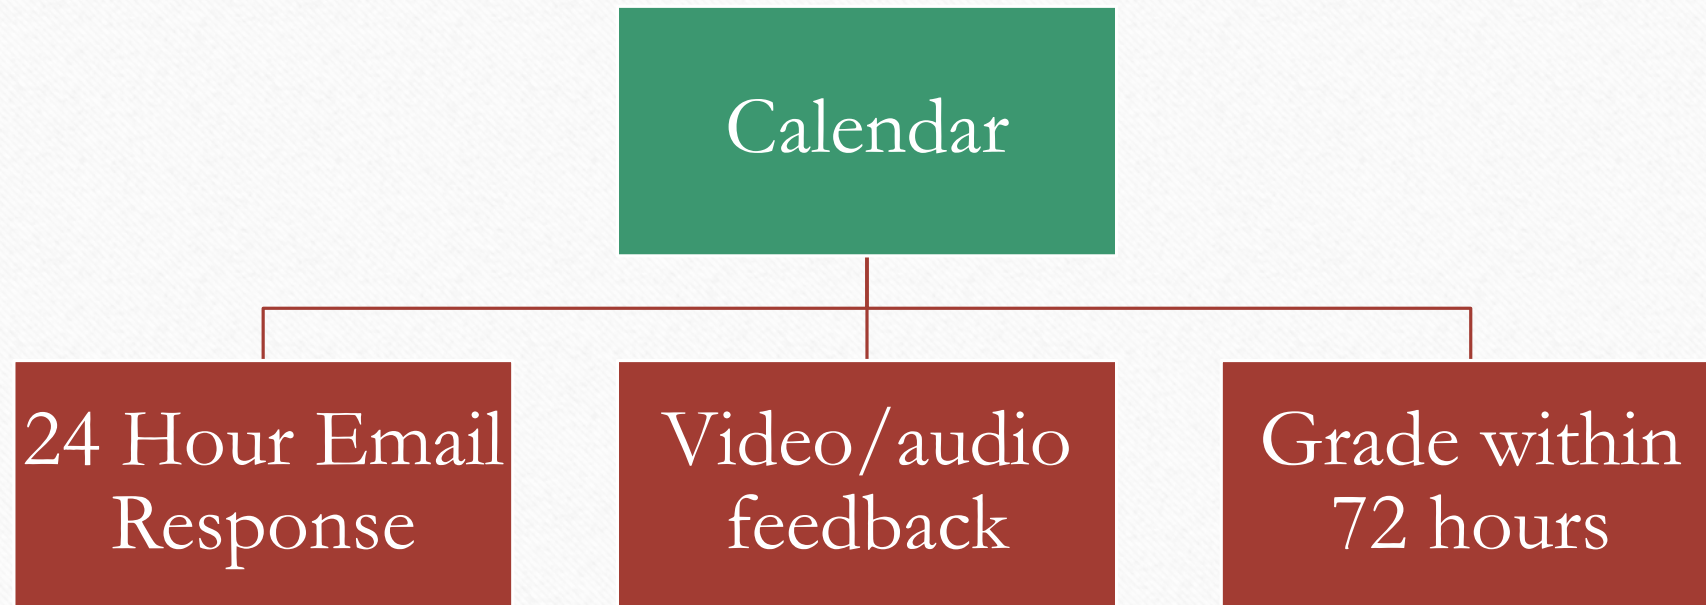 Calendar
24 Hour Email
Response
Video/audio
feedback
Grade within
72 hours